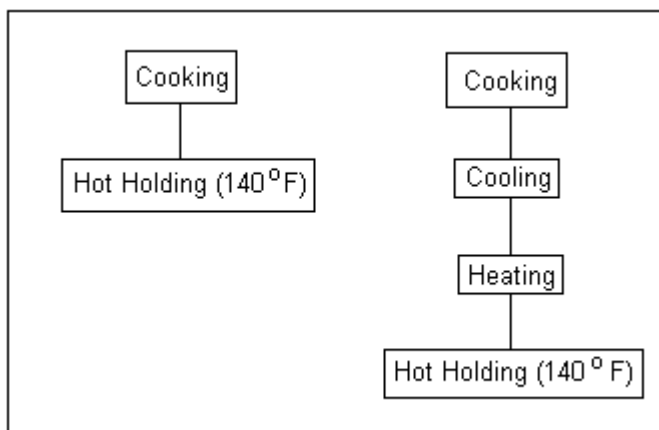 Cooking
Hot Holding (140°F)
Cooking
Cooling
Heating
Hot Holding (140° F)